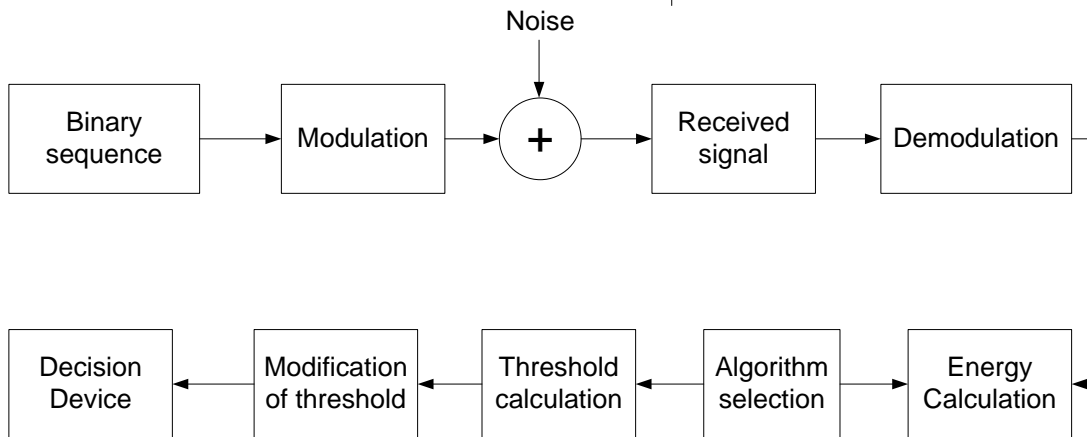 Noise
Binary
sequence
Modulation
+
Received
signal
Demodulation
Decision
Device
Modification
of threshold
Threshold
calculation
Algorithm
selection
Energy
Calculation